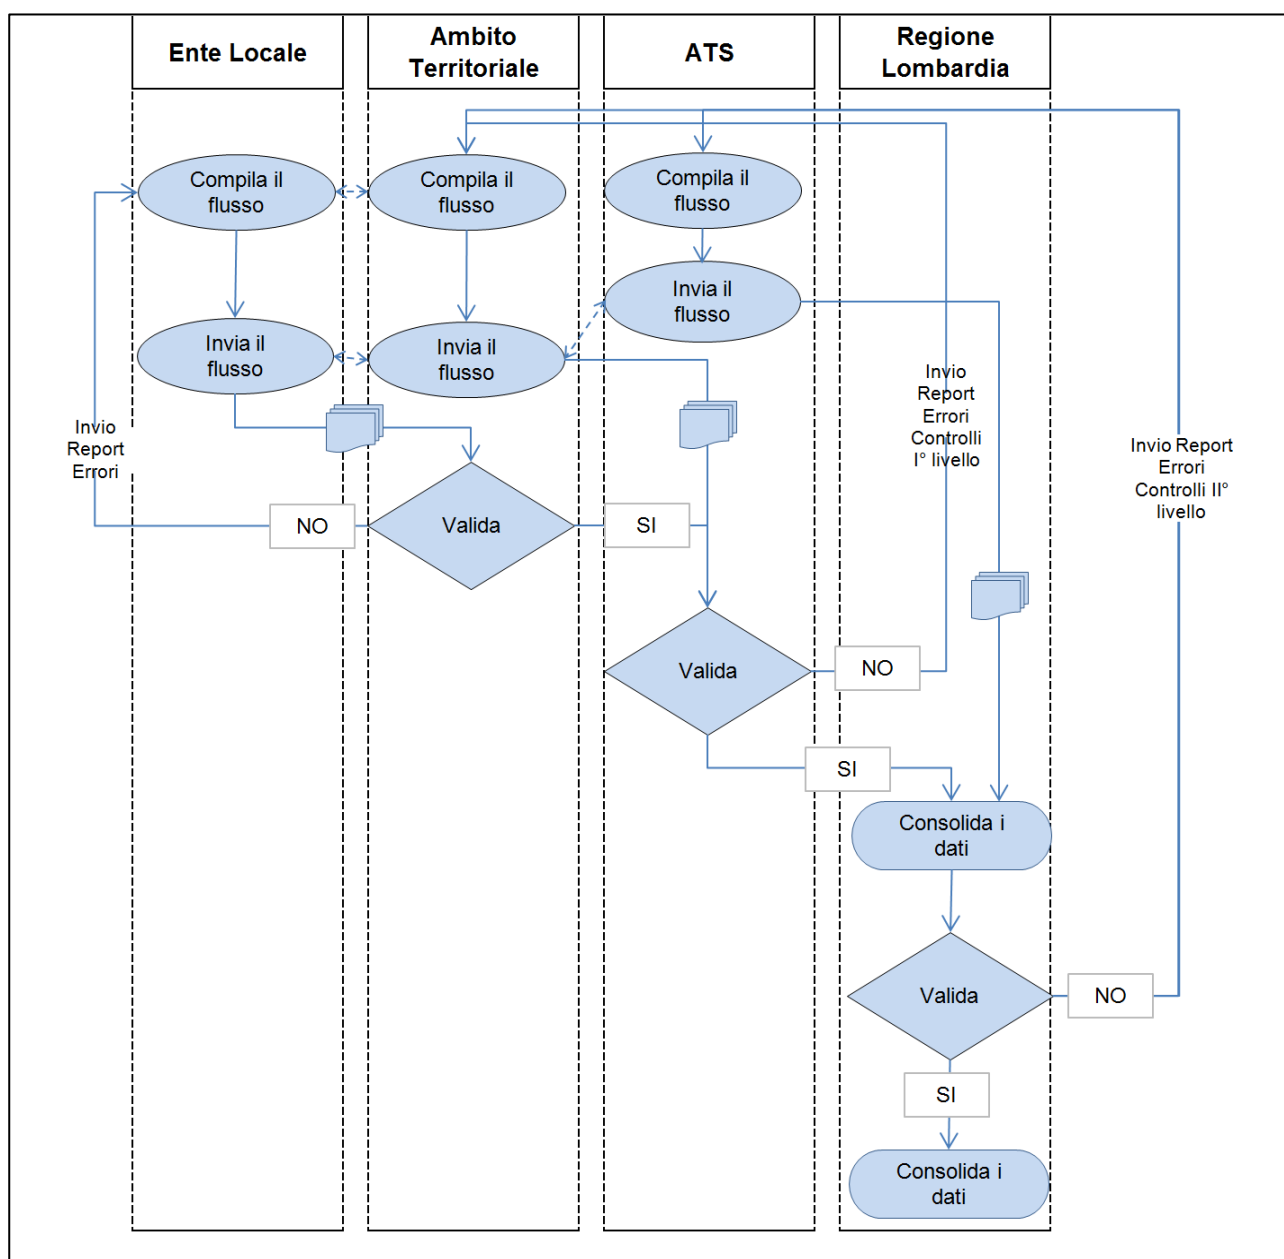 Ente Locale
Ambito
Territoriale
ATS
Regione
Lombardia
Compila il
flusso
Compila il
flusso
Compila il
flusso
Invia il
flusso
Invia il
flusso
Invia il
flusso
Invio
Report
Errori
Invio
Report
Errori
Controlli
I° livello
Invio Report
Errori
Controlli II°
livello
NO
Valida
SI
Valida
NO
SI
Consolida i
dati
Valida
NO
SI
Consolida i
dati